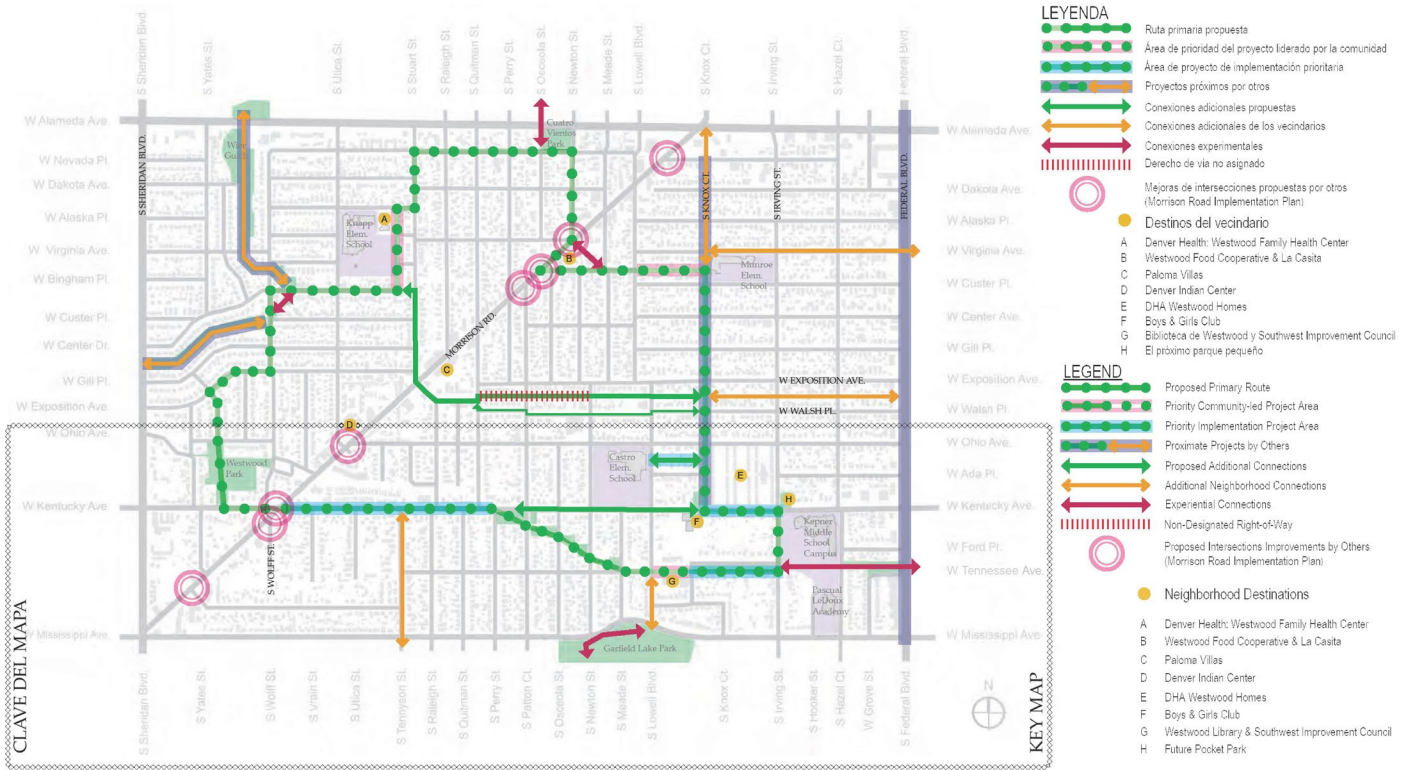 S Sheridan Blvd.
S Yates St.
S Utica St.
S Stuart St.
S Raleigh St.
S Quitman St.
S Perry St.
S Osceola St.
S Newton St.
S Meade St.
S Lowell Blvd.
S Knox Ct.
S Irving St.
S Hazel Ct.
Federal Blvd.
W Alameda Ave.
W Nevada Pl.
W Dakota Ave.
W Alaska Pl.
W Virginia Ave.
W Bingham Pl.
W Custer Pl.
W Center Dr.
W Gill Pl.
W Exposition Ave.
W Ohio Ave.
W Kentucky Ave.
W Mississippi Ave.
S SHERIDAN BLVD.
Wier
Gulch
Cuatro
Vientos
Park
Knapp
Elem.
School
A
B
C
D
E
F
G
H
MORRISON RD.
S KNOX CT.
S IRVING ST.
FEDERAL BLVD.
Munroe
Elem.
School
W EXPOSITION AVE.
W WALSH PL.
Westwood
Park
Castro
Elem.
School
S WOLFF ST.
Kepner
Middle
School
Campus
Pascual
LeDoux
Academy
Garfield Lake Park
W Alemada Ave.
W Dakota Ave.
W Alaska Pl.
W Virginia Ave.
W Custer Pl.
W Center Ave.
W Gill Pl.
W Exposition Ave.
W Walsh Pl.
W Ohio Ave.
W Ada Pl.
W Kentucky Ave.
W Ford Pl.
W Tennessee Ave.
W Mississippi Ave.
S Sheridan Blvd.
S Yates St.
S Wolff St.
S Vrain St.
S Utica St.
S Tennyson St.
S Raleigh St.
S Quitman St.
S Perry St.
S Patton Ct.
S Osceola St.
S Newton St.
S Meade St.
S Lowell Blvd.
S Knox Ct.
S Irving St.
S Hooker St.
S Hazel Ct.
W Grove St.
S Federal Blvd.
CLAVE DEL MAPA
KEY MAP
N
LEYENDA
Ruta primaria propuesta
Área de prioridad del proyecto liderado por la comunidad
Área de proyecto de implementación prioritaria
Proyectos próximos por otros
Conexiones adicionales propuestas
Conexiones adicionales de los vecindarios
Conexiones experimentales
Derecho de vía no asignado
Mejoras de intersecciones propuestas por otros
(Morrison Road Implementation Plan)
Destinos del vecindario
A Denver Health: Westwood Family Health Center
B Westwood Food Cooperative & La Casita
C Paloma Villas
D Denver Indian Center
E DHA Westwood Homes
F Boys & Girls Club
G Biblioteca de Westwood y Southwest Improvement Council
H El próximo parque pequeño
LEGEND
Proposed Primary Route
Priority Community-led Project Area
Priority Implementation Project Area
Proximate Projects by Others
Proposed Additional Connections
Additional Neighborhood Connections
Experiential Connections
Non-Designated Right-of-Way
Proposed Intersections Improvements by Others
(Morrison Road Implementation Plan)
Neighborhood Destinations
A Denver Health: Westwood Family Health Center
B Westwood Food Cooperative & La Casita
C Paloma Villas
D Denver Indian Center
E DHA Westwood Homes
F Boys & Girls Club
G Westwood Library & Southwest Improvement Council
H Future Pocket Park